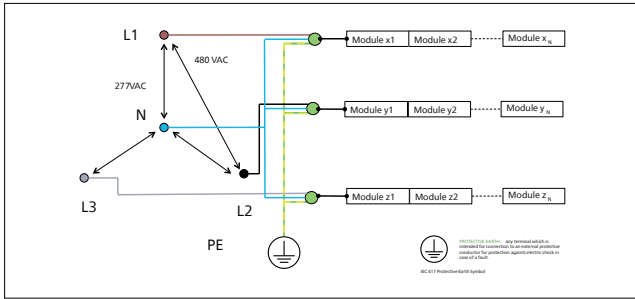 L1
480 VAC
277VAC
N
L3
L2
PE
Module x1
Module x2
Module x N
Module y1
Module y2
Module y N
Module z1
Module z2
Module z N
PROTECTIVE EARTH: any terminal which is
intended for connection to an external protective
conductor for protection against electric shock in
case of a fault.
IEC 417 Protective Earth Symbol